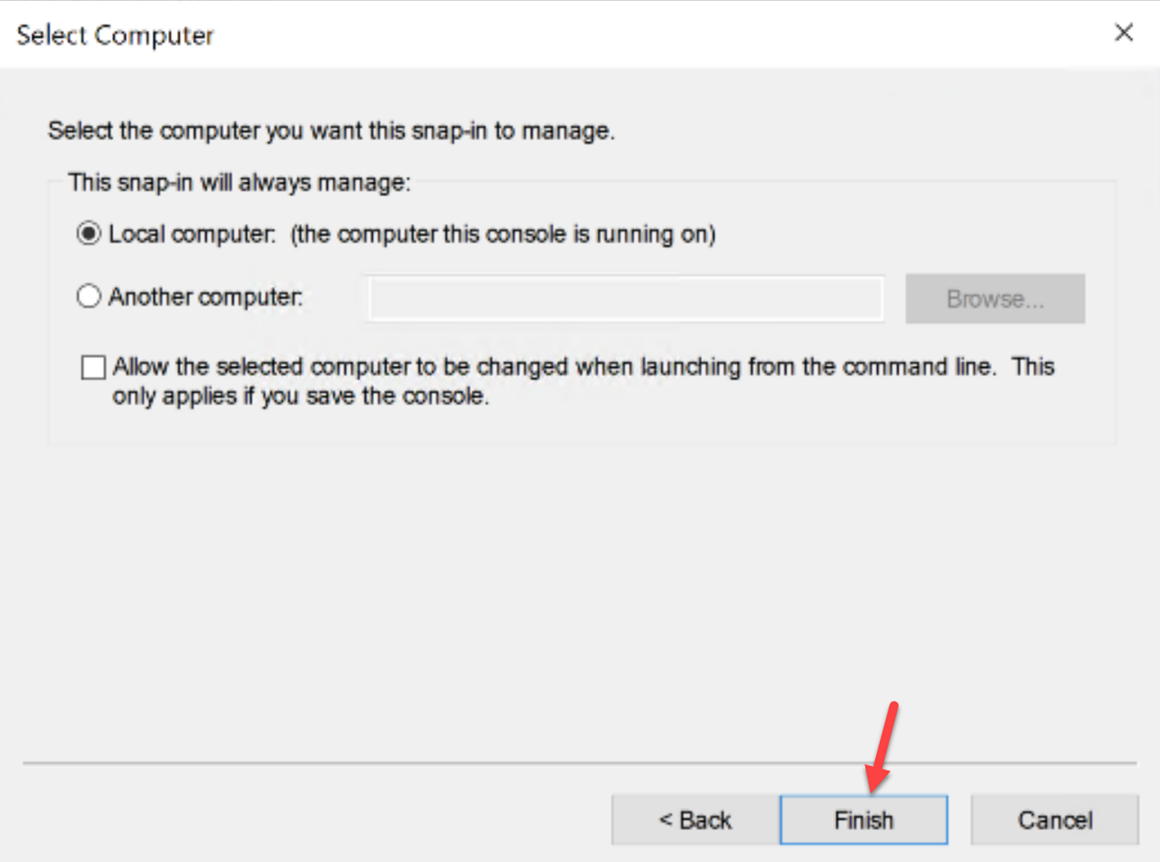 Select Computer
Select the computer you want this snap-in to manage.
This snap-in will always manage:
Local computer:  (the computer this console is running on)
Another computer:
Browse...
Allow the selected computer to be changed when launching from the command line.  This
only applies if you save the console.
< Back
Finish
Cancel